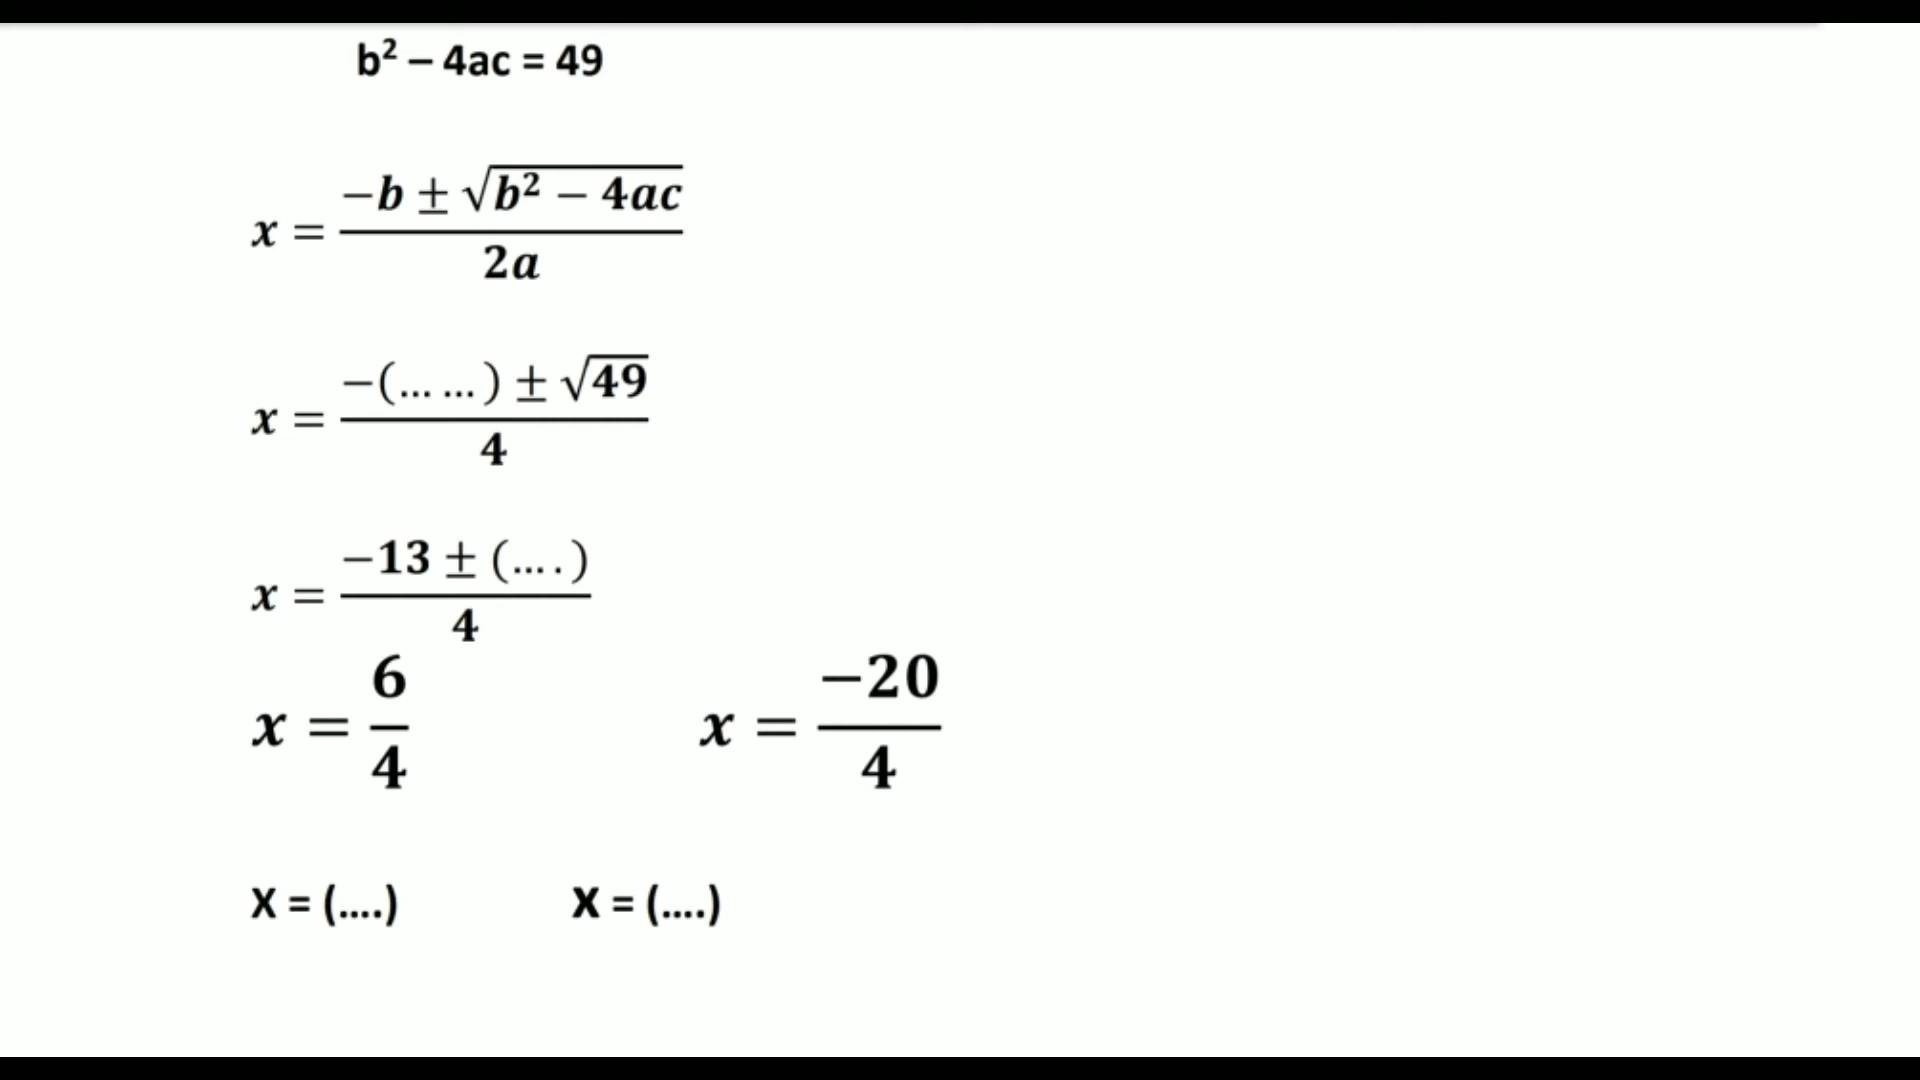 b² – 4ac = 49
x = −b ± √b² − 4ac / 2a
x = −(... ...) ± √49 / 4
x = −13 ± (... .) / 4
x = 6/4 x = −20/4
X = (....) X = (....)